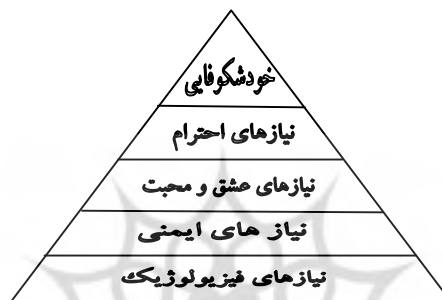 خودشکوفایی
نیازهای احترام
نیازهای عشق و محبت
نیاز های ایمنی
نیازهای فیزیولوژیک